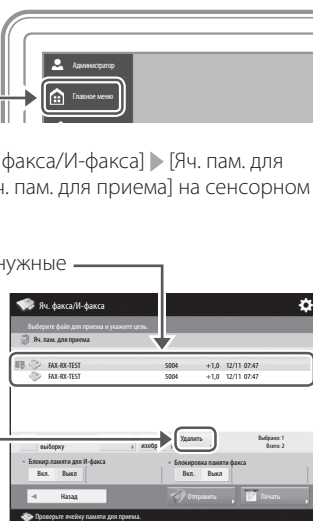 Администратор
Главное меню
факса/И-факса] ▶ [Яч. пам. для
ч. пам. для приема] на сенсорном
нужные
Яч. факса/И-факса
Выберите файл для приема и укажите цель.
Яч. пам. для приема
FAX-RX-TEST 5004 +1,0 12/11 07:47
FAX-RX-TEST 5004 +1,0 12/11 07:47
выборку изобр Удалить Выбрано: 1
Всего: 2
Блокир.памяти для И-факса Блокировка памяти факса
Вкл. Выкл Вкл. Выкл
Назад Отправить Печать
Проверьте ячейку памяти для приема.